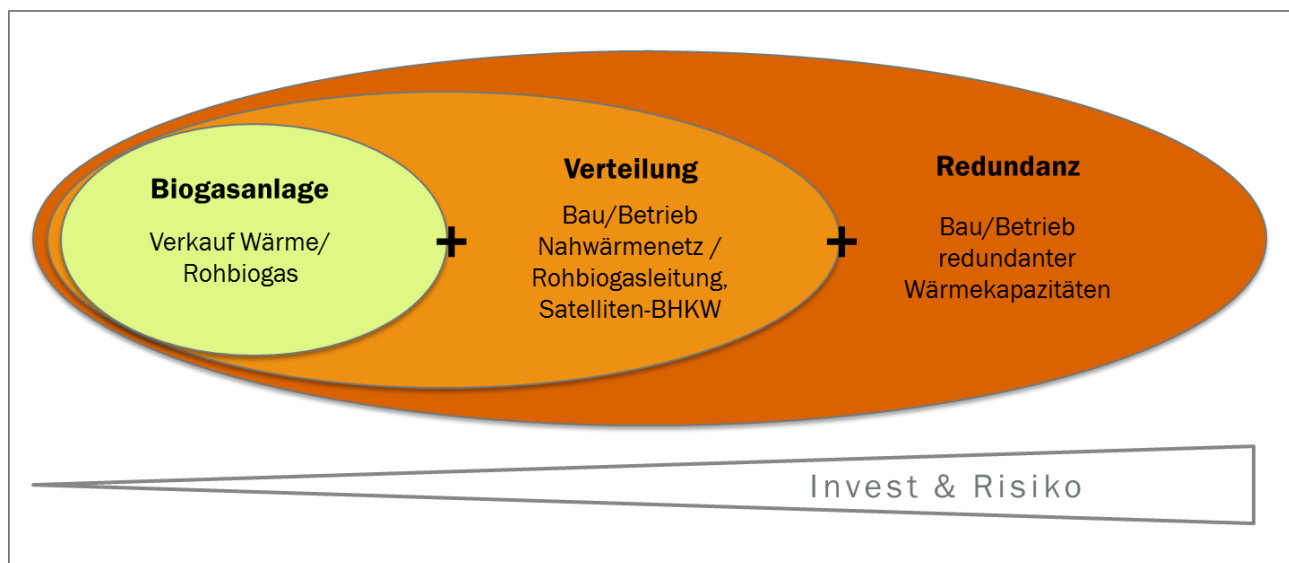 Biogasanlage
Verkauf Wärme/
Rohbiogas
+
Verteilung
Bau/Betrieb
Nahwärmenetz /
Rohbiogasleitung,
Satelliten-BHKW
+
Redundanz
Bau/Betrieb
redundanter
Wärmekapazitäten
Invest & Risiko